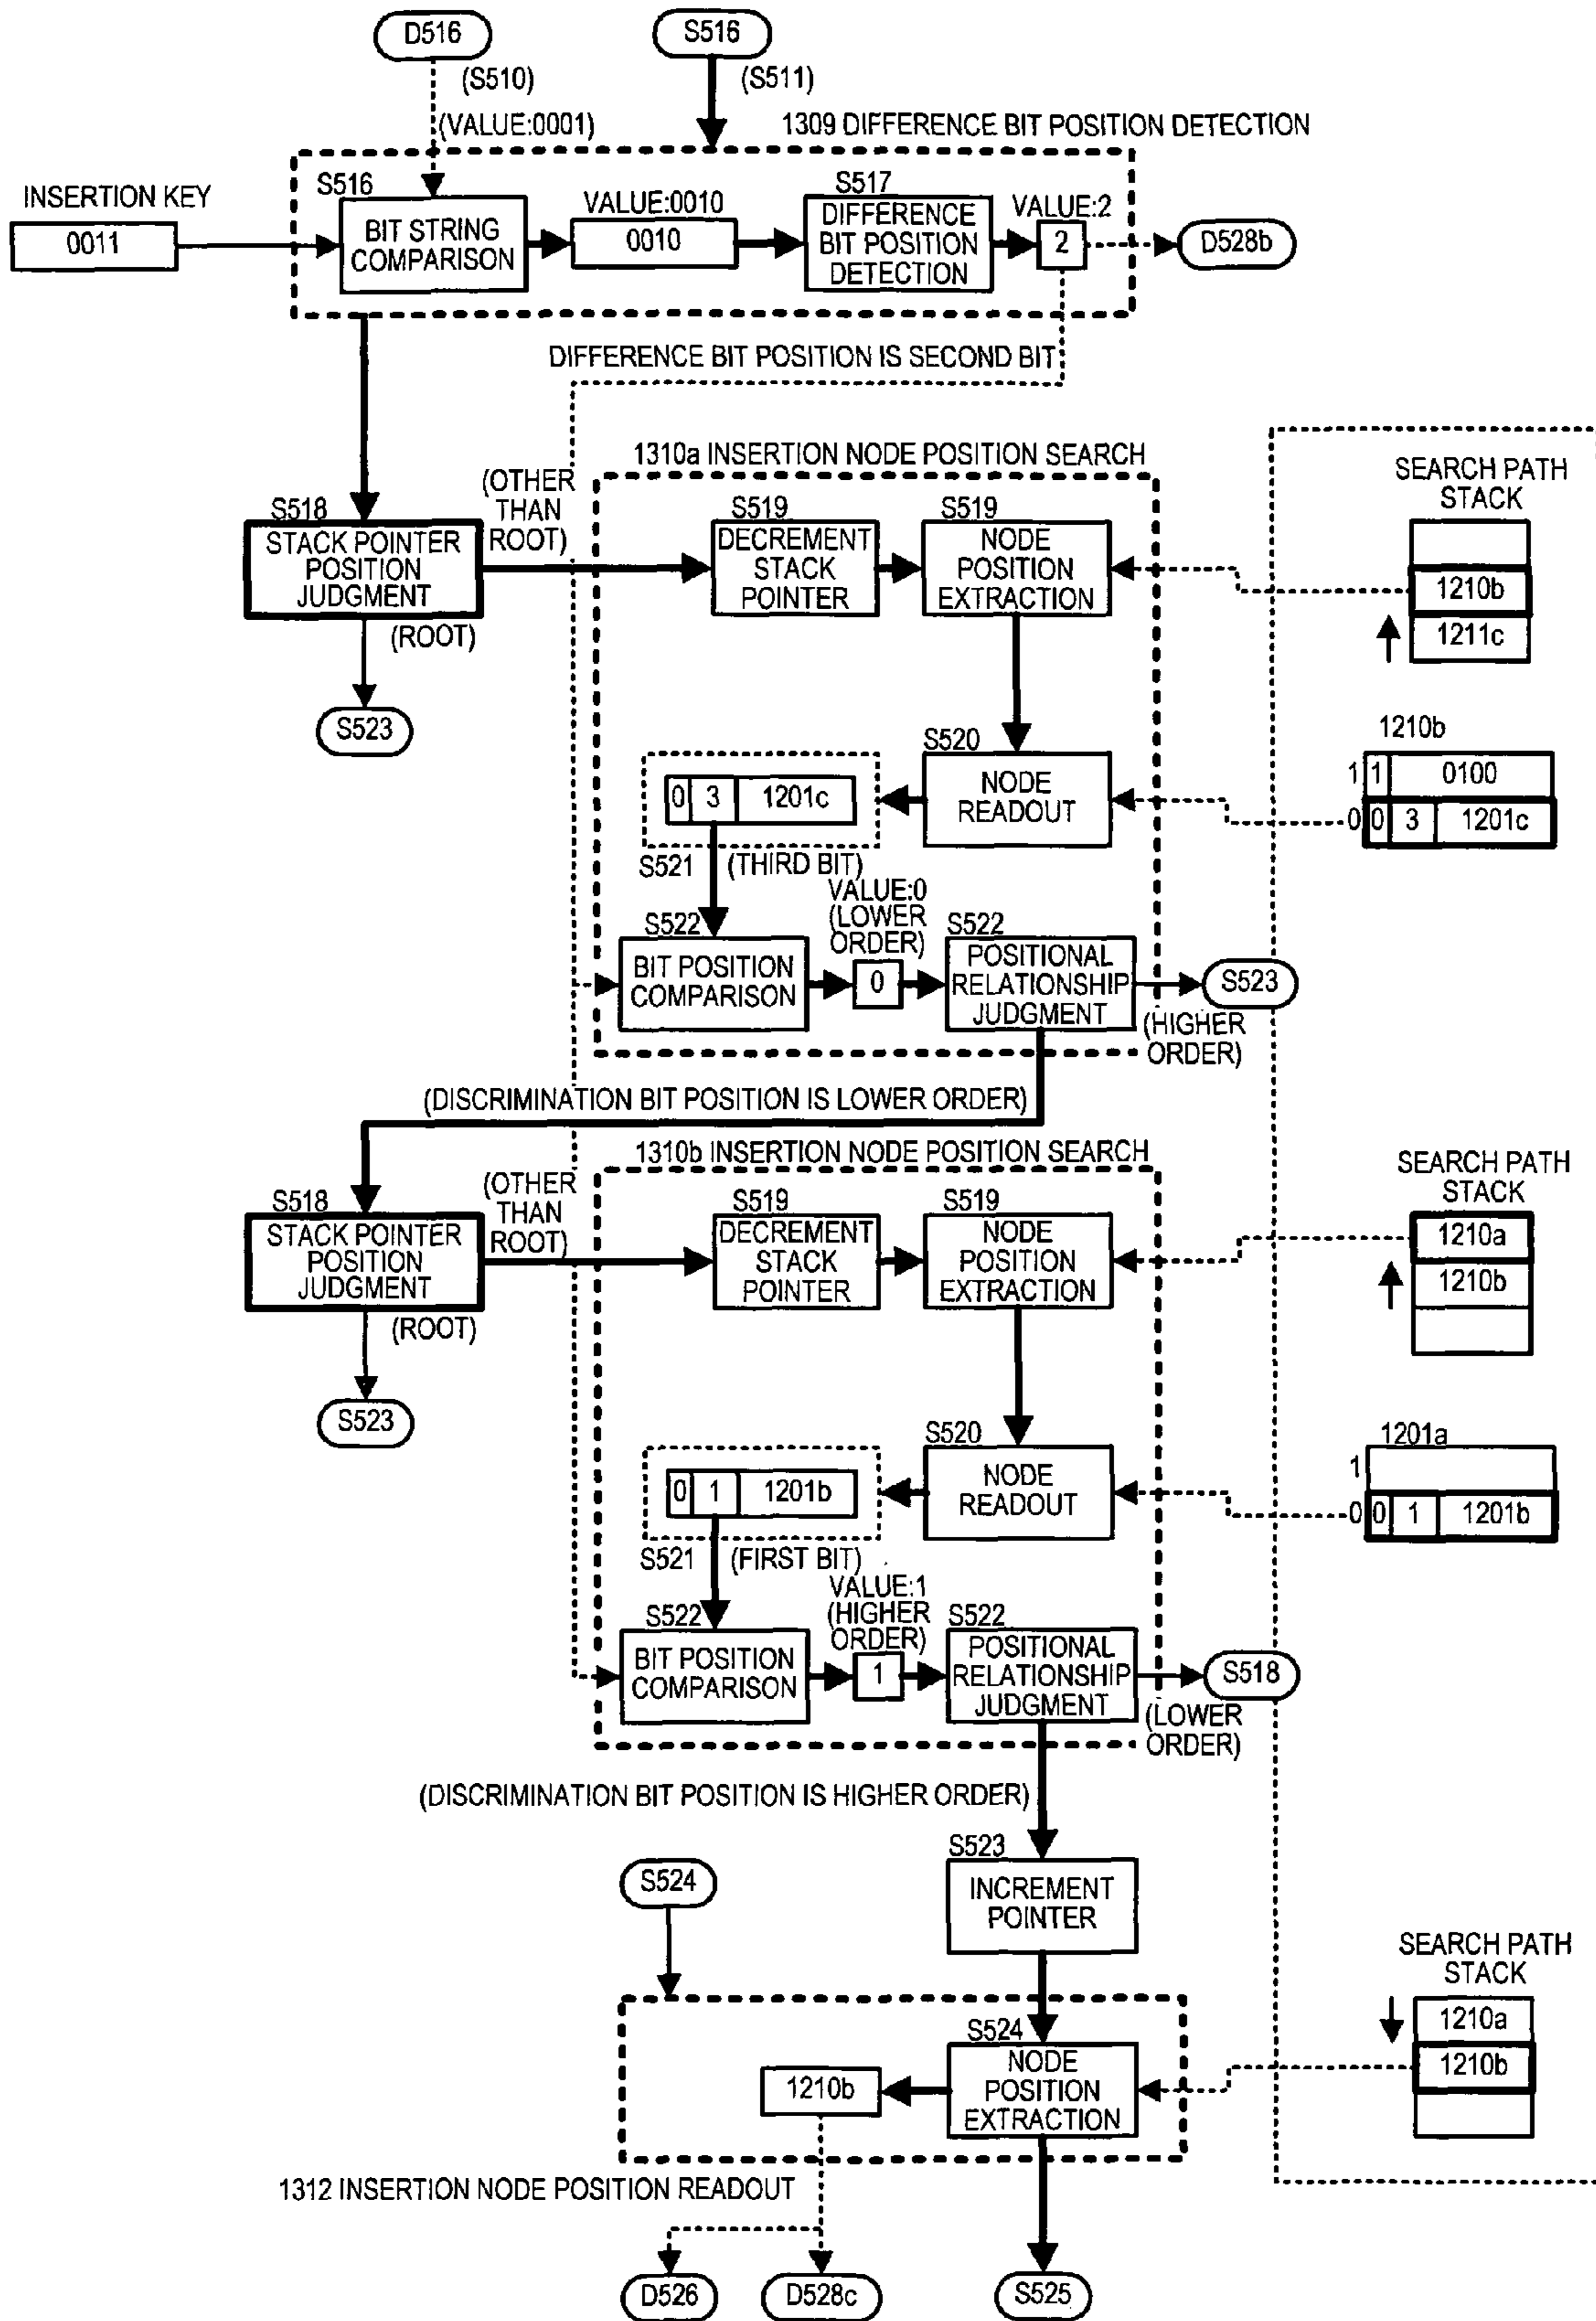 D516
S516
(S510)
(S511)
(VALUE:0001)
1309 DIFFERENCE BIT POSITION DETECTION
INSERTION KEY
0011
S516
BIT STRING
COMPARISON
VALUE:0010
0010
S517
DIFFERENCE
BIT POSITION
DETECTION
VALUE:2
2
D528b
DIFFERENCE BIT POSITION IS SECOND BIT
1310a INSERTION NODE POSITION SEARCH
S518
STACK POINTER
POSITION
JUDGMENT
(OTHER
THAN
ROOT)
(ROOT)
S523
S519
DECREMENT
STACK
POINTER
S519
NODE
POSITION
EXTRACTION
SEARCH PATH
STACK
1210b
1211c
S520
NODE
READOUT
1210b
1 1 0100
0 0 3 1201c
0 3 1201c
S521
(THIRD BIT)
S522
BIT POSITION
COMPARISON
VALUE:0
(LOWER
ORDER)
0
S522
POSITIONAL
RELATIONSHIP
JUDGMENT
S523
(HIGHER
ORDER)
(DISCRIMINATION BIT POSITION IS LOWER ORDER)
1310b INSERTION NODE POSITION SEARCH
S518
STACK POINTER
POSITION
JUDGMENT
(OTHER
THAN
ROOT)
(ROOT)
S523
S519
DECREMENT
STACK
POINTER
S519
NODE
POSITION
EXTRACTION
SEARCH PATH
STACK
1210a
1210b
S520
NODE
READOUT
1201a
1
0 0 1 1201b
0 1 1201b
S521
(FIRST BIT)
S522
BIT POSITION
COMPARISON
VALUE:1
(HIGHER
ORDER)
1
S522
POSITIONAL
RELATIONSHIP
JUDGMENT
S518
(LOWER
ORDER)
(DISCRIMINATION BIT POSITION IS HIGHER ORDER)
S523
INCREMENT
POINTER
S524
S524
NODE
POSITION
EXTRACTION
1210b
SEARCH PATH
STACK
1210a
1210b
1312 INSERTION NODE POSITION READOUT
D526
D528c
S525